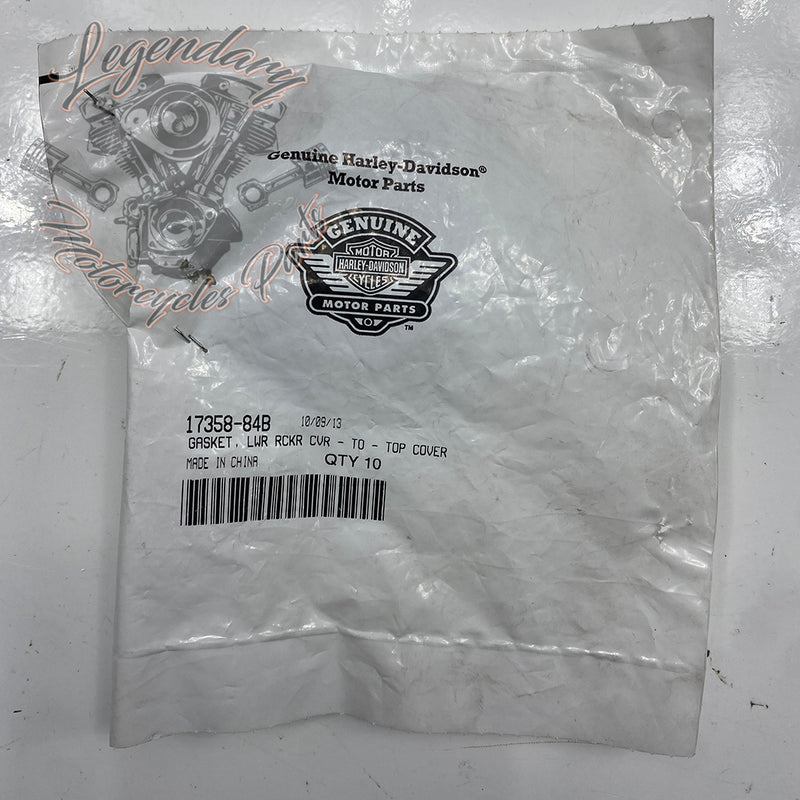 Legendary
Motorcycles Parts
Genuine Harley-Davidson®
Motor Parts
GENUINE
MOTOR
HARLEY-DAVIDSON
CYCLES
MOTOR PARTS
™
17358-84B 10/09/13
GASKET, LWR RCKR CVR - TO - TOP COVER
MADE IN CHINA QTY 10